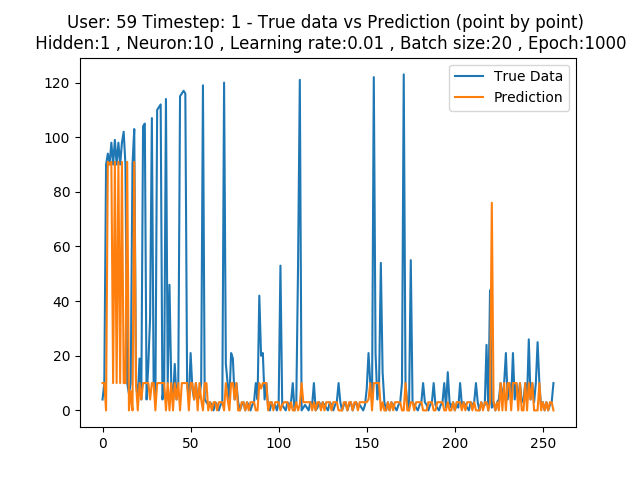 User: 59 Timestep: 1 - True data vs Prediction (point by point)
Hidden:1 , Neuron:10 , Learning rate:0.01 , Batch size:20 , Epoch:1000
True Data
Prediction
120
100
80
60
40
20
0
0 50 100 150 200 250